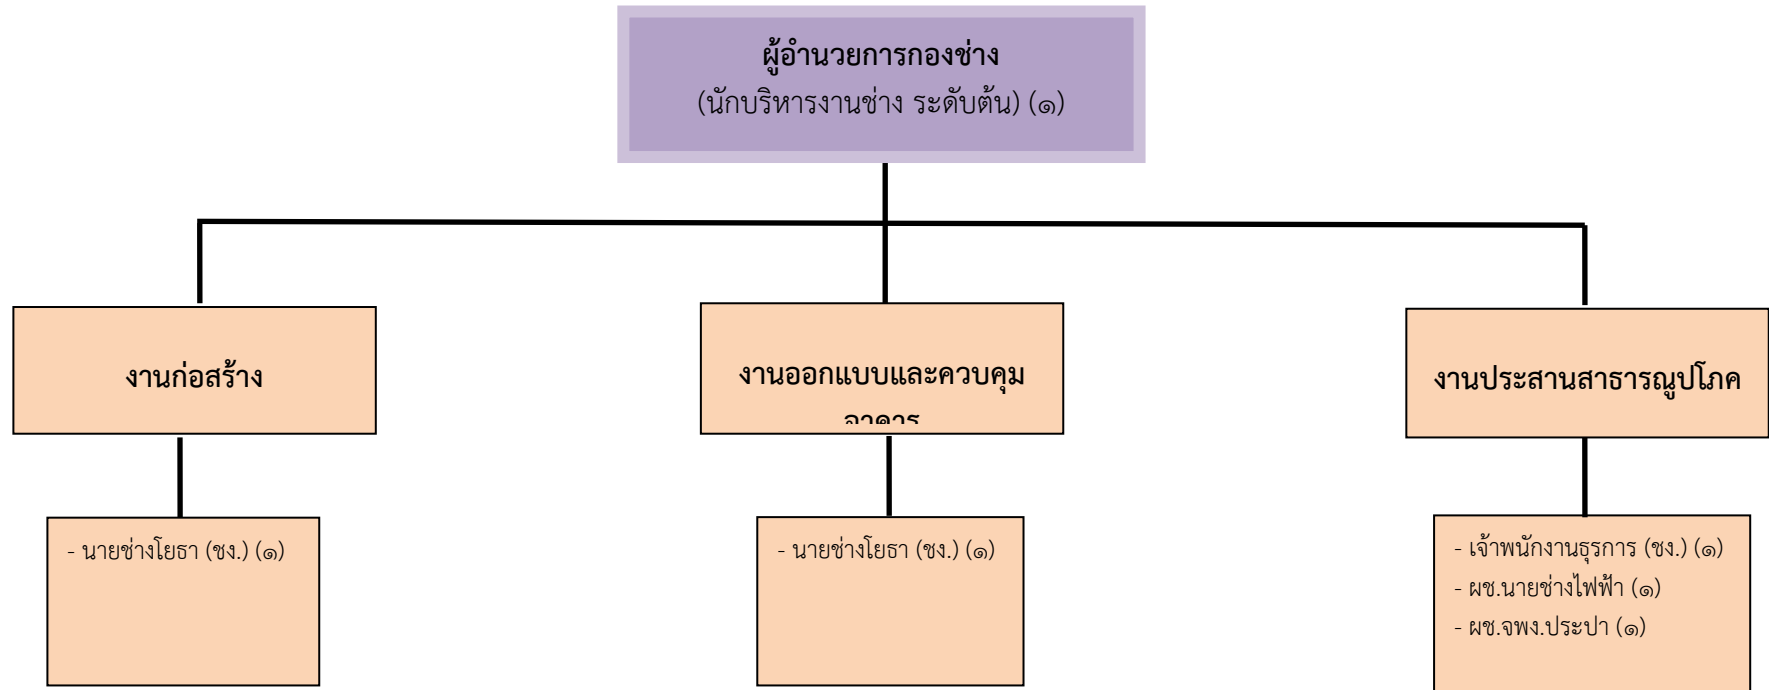 ผู้อำนวยการกองช่าง
(นักบริหารงานช่าง ระดับต้น) (๑)
งานก่อสร้าง
งานออกแบบและควบคุม
อาคาร
งานประสานสาธารณูปโภค
- นายช่างโยธา (ชง.) (๑)
- นายช่างโยธา (ชง.) (๑)
- เจ้าพนักงานธุรการ (ชง.) (๑)
- ผช.นายช่างไฟฟ้า (๑)
- ผช.จพง.ประปา (๑)